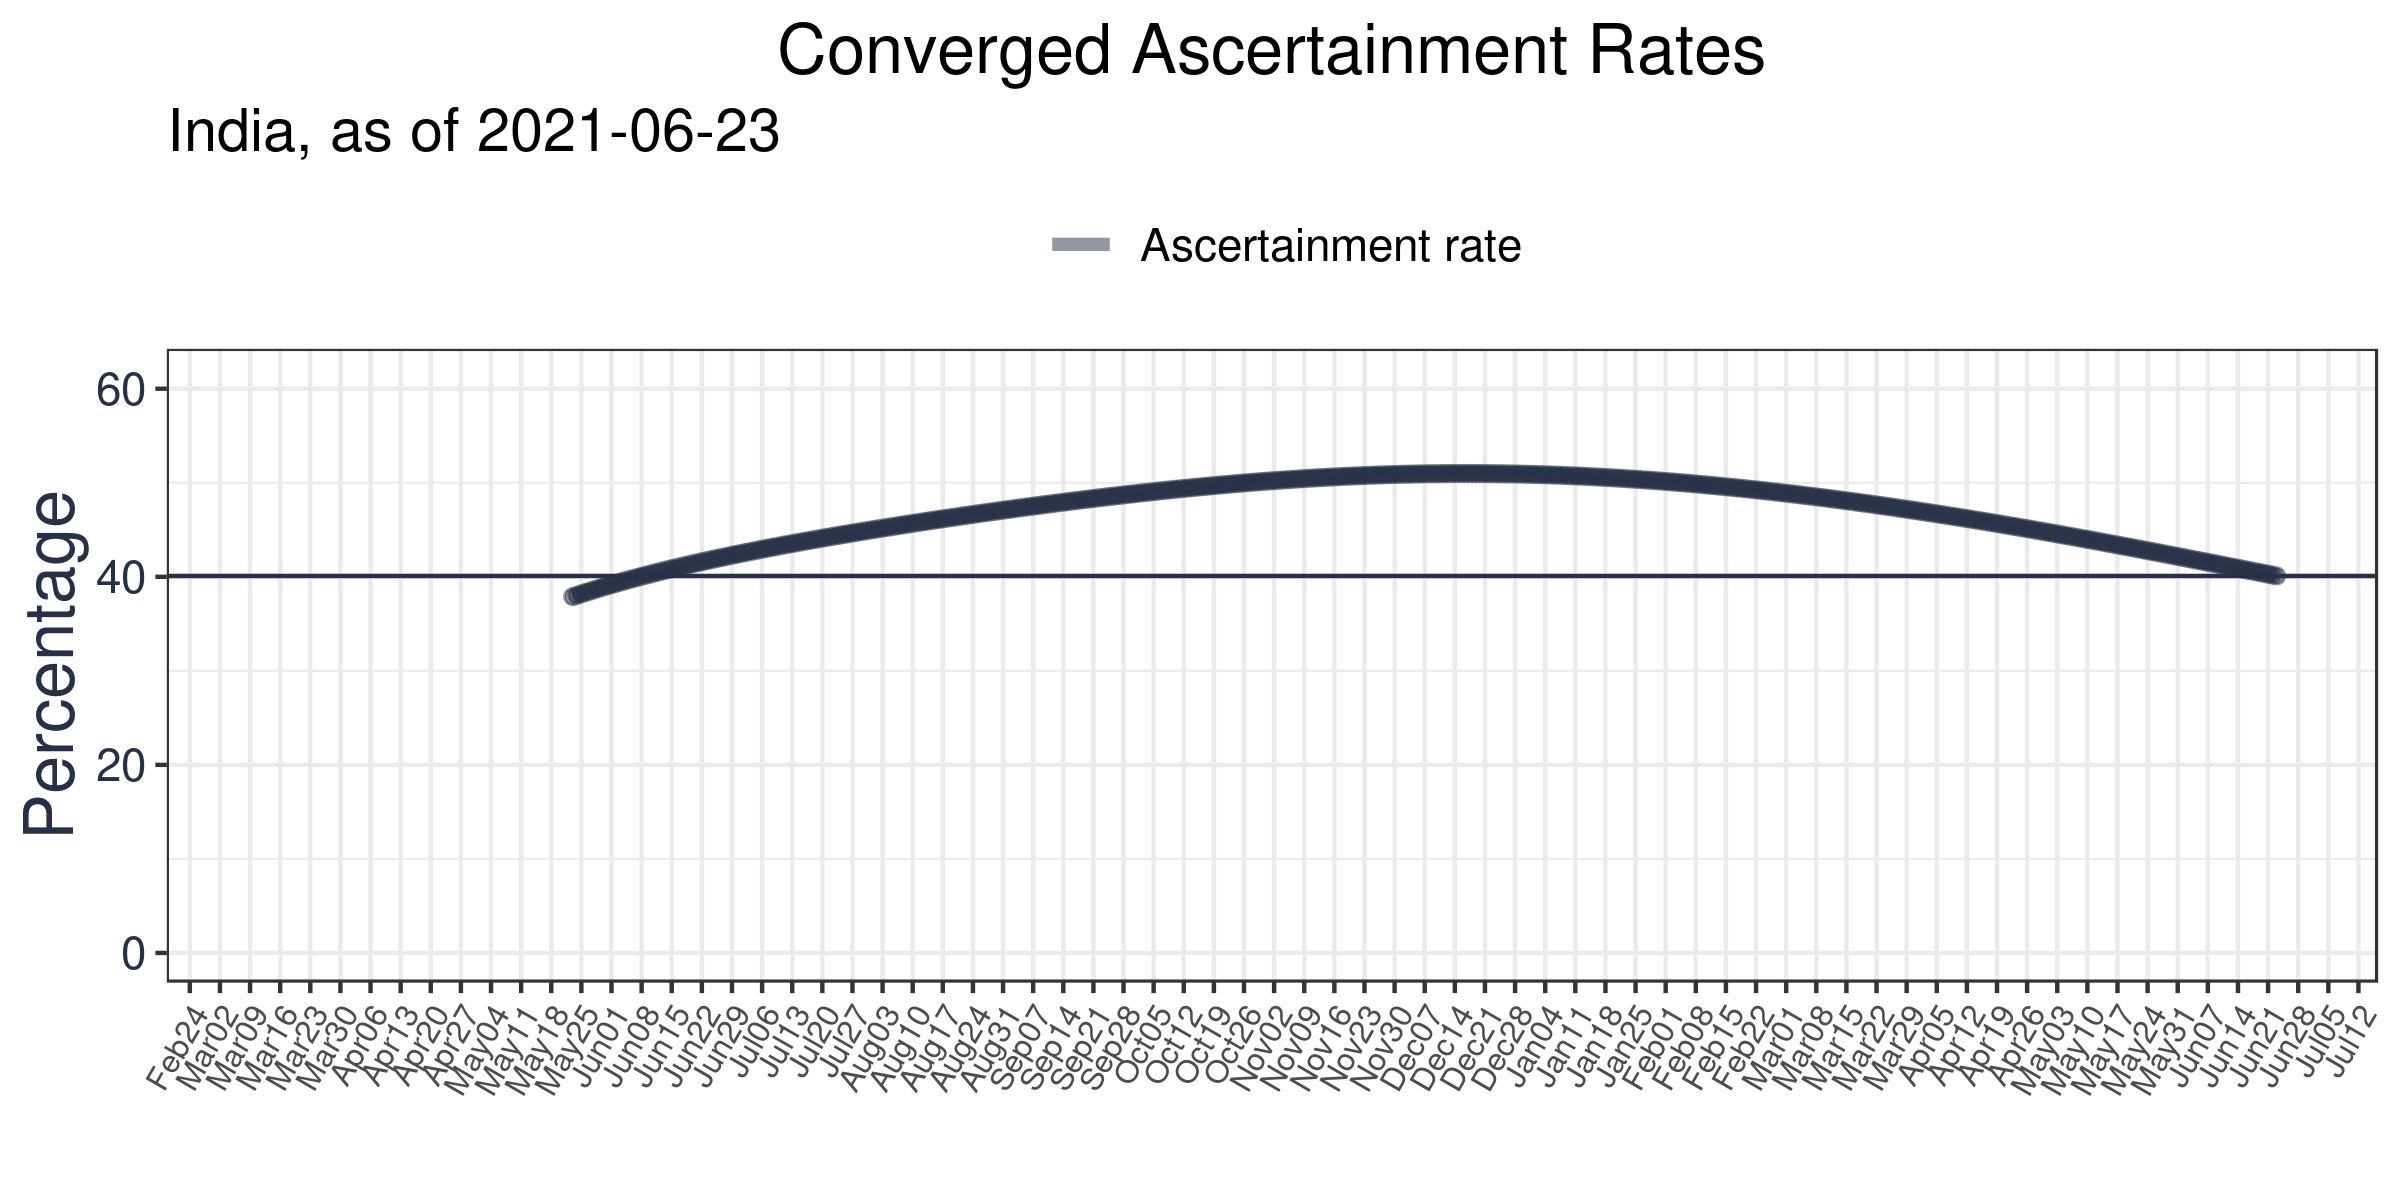 Converged Ascertainment Rates
India, as of 2021-06-23
Ascertainment rate
Percentage
60
40
20
0
Feb24 Mar02 Mar09 Mar16 Mar23 Mar30 Apr06 Apr13 Apr20 Apr27 May04 May11 May18 May25 Jun01 Jun08 Jun15 Jun22 Jun29 Jul06 Jul13 Jul20 Jul27 Aug03 Aug10 Aug17 Aug24 Aug31 Sep07 Sep14 Sep21 Sep28 Oct05 Oct12 Oct19 Oct26 Nov02 Nov09 Nov16 Nov23 Nov30 Dec07 Dec14 Dec21 Dec28 Jan04 Jan11 Jan18 Jan25 Feb01 Feb08 Feb15 Feb22 Mar01 Mar08 Mar15 Mar22 Mar29 Apr05 Apr12 Apr19 Apr26 May03 May10 May17 May24 May31 Jun07 Jun14 Jun21 Jun28 Jul05 Jul12